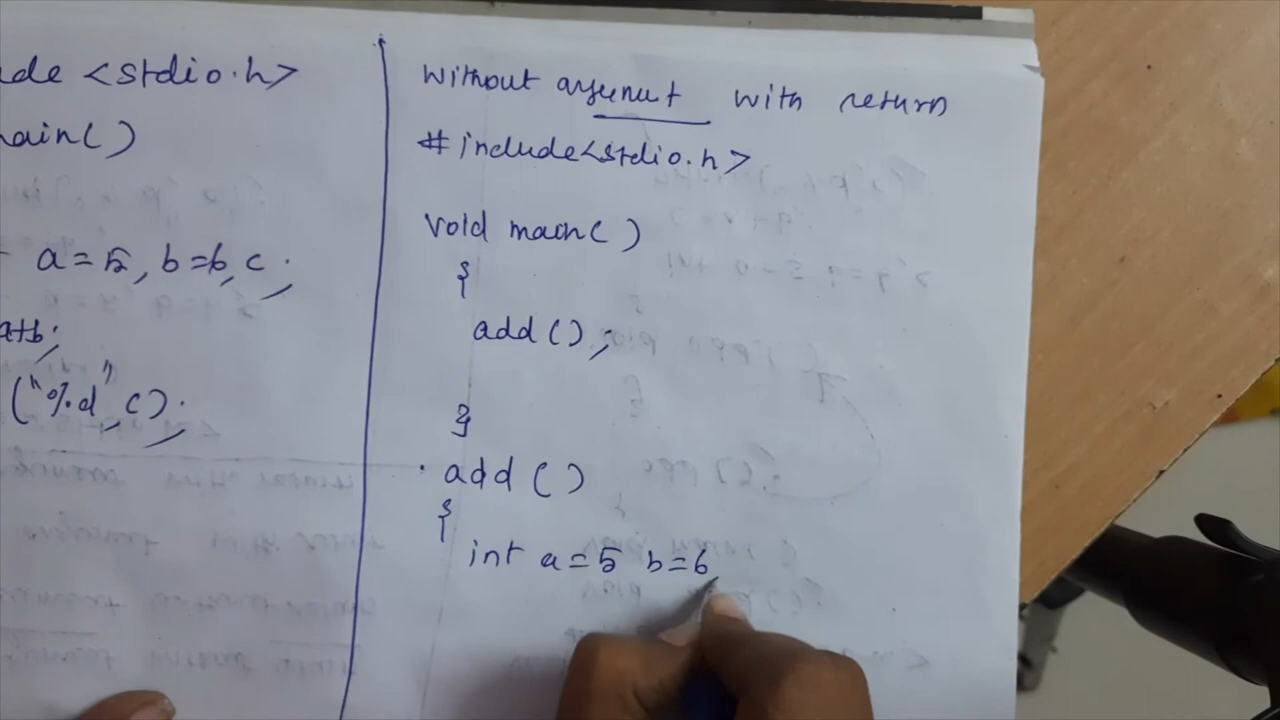 ude <stdio.h>
main()
a=5, b=6, c;
a+b;
("%d", c);
without argument with return
#include<stdio.h>
void main()
{
add();
}
add()
{
int a=5 b=6